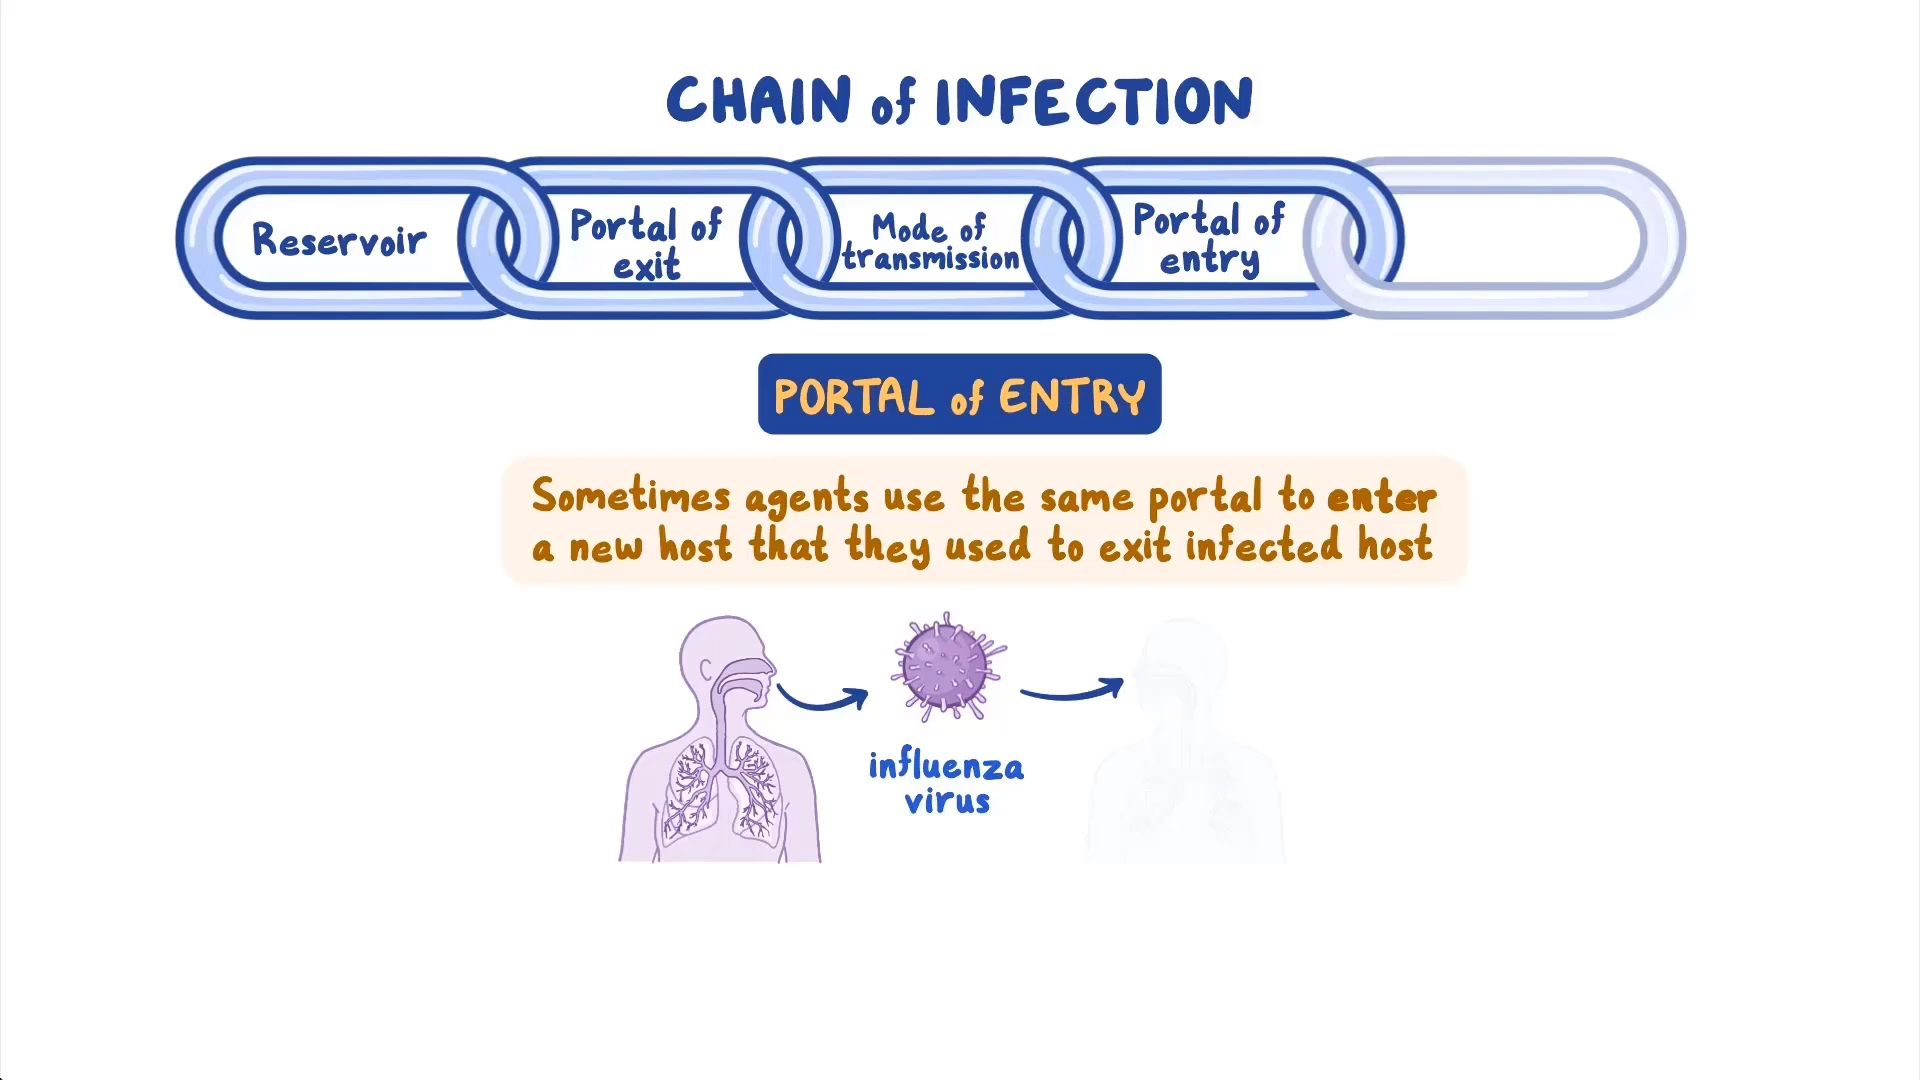 CHAIN of INFECTION
Reservoir
Portal of
exit
Mode of
transmission
Portal of
entry
PORTAL of ENTRY
Sometimes agents use the same portal to enter
a new host that they used to exit infected host
influenza
virus